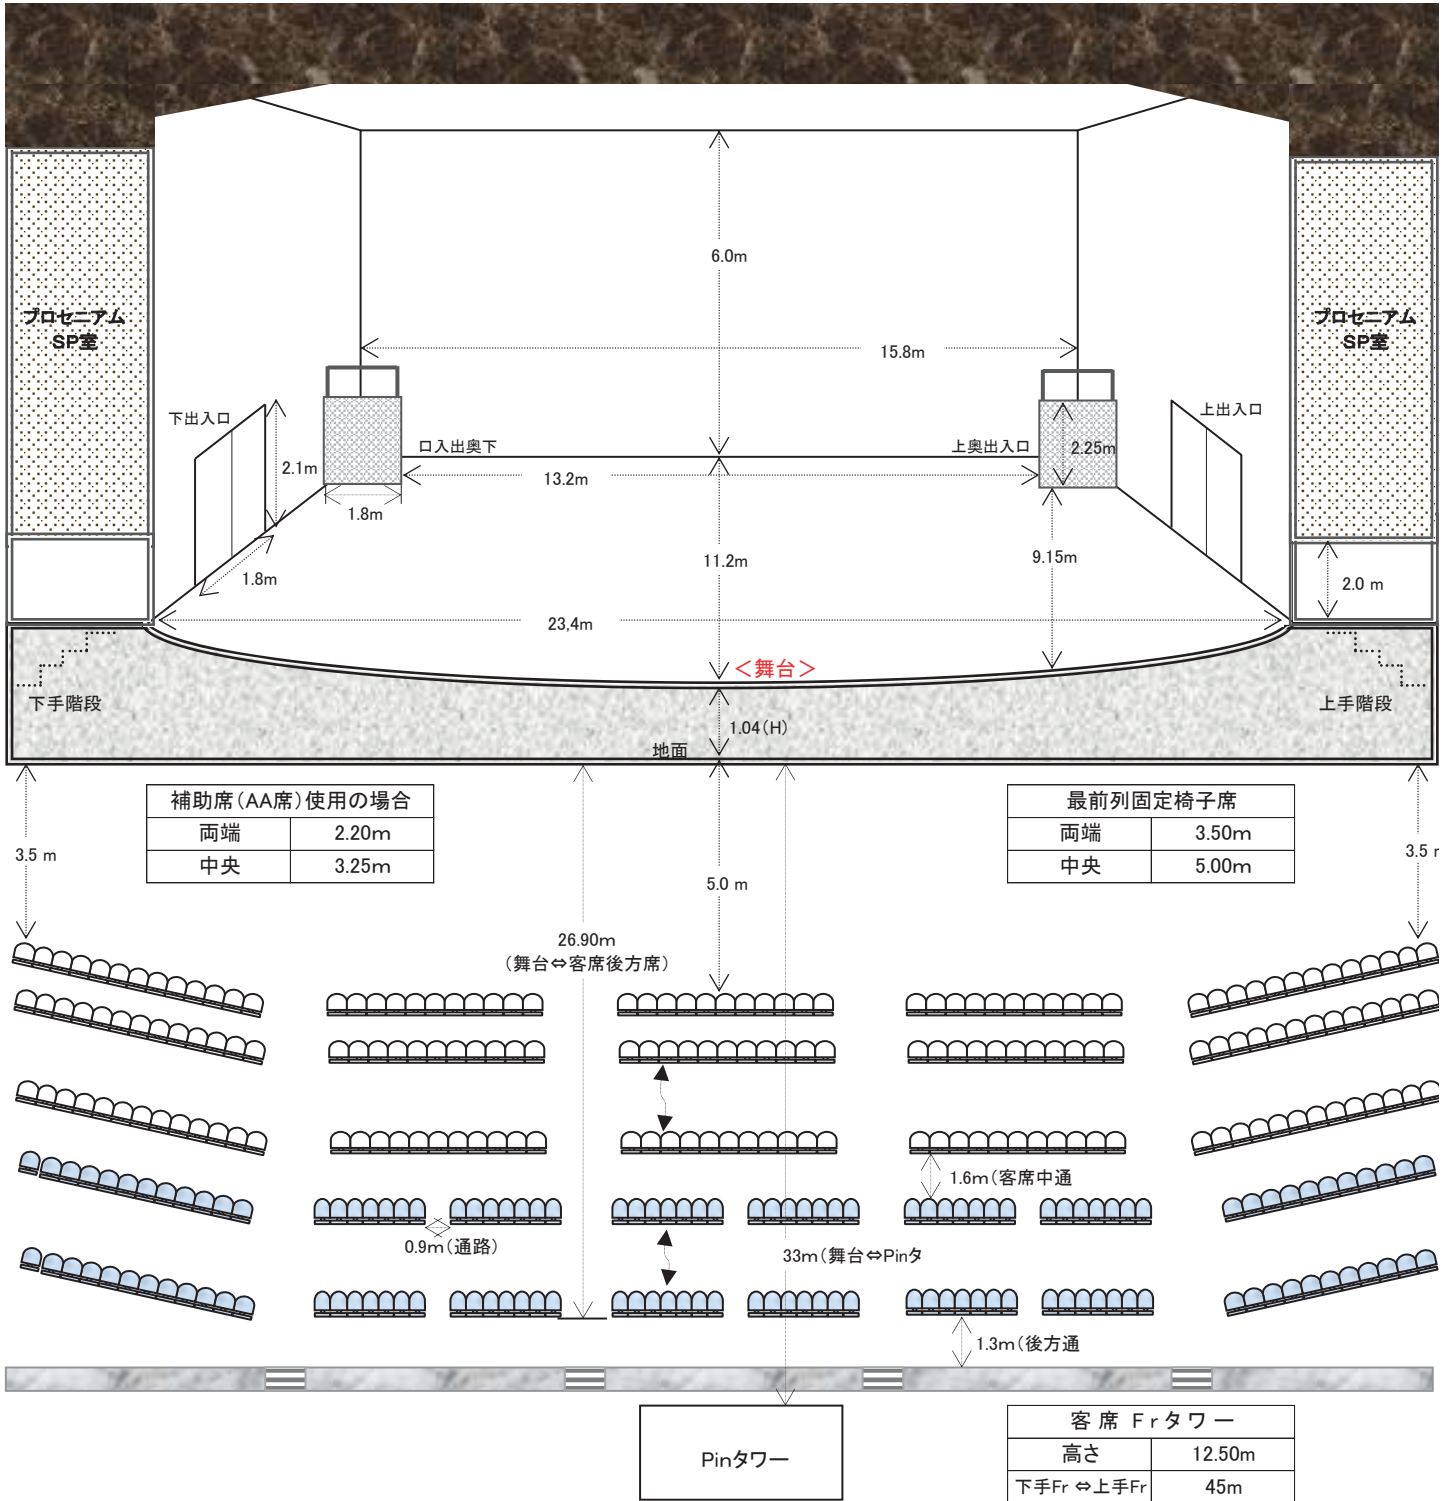 6.0m
プロセニアム
SP室
プロセニアム
SP室
15.8m
下出入口
上出入口
2.1m
口入出奥下
上奥出入口
2.25m
13.2m
1.8m
11.2m
9.15m
1.8m
2.0 m
23,4m
＜舞台＞
下手階段
上手階段
1.04(H)
地面
補助席(AA席)使用の場合
両端 2.20m
中央 3.25m
最前列固定椅子席
両端 3.50m
中央 5.00m
3.5 m
3.5 m
5.0 m
26.90m
(舞台⇔客席後方席)
1.6m(客席中通
0.9m(通路)
33m(舞台⇔Pinタ
1.3m(後方通
Pinタワー
客 席 Frタワー
高さ 12.50m
下手Fr ⇔上手Fr 45m